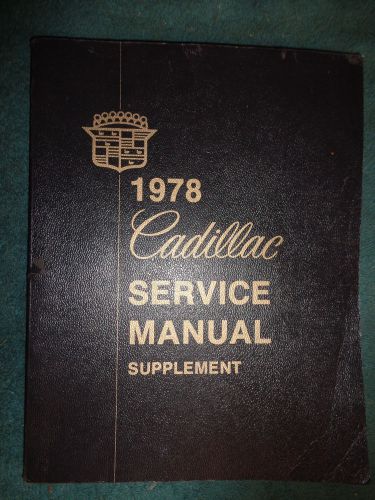 1978
Cadillac
SERVICE
MANUAL
SUPPLEMENT